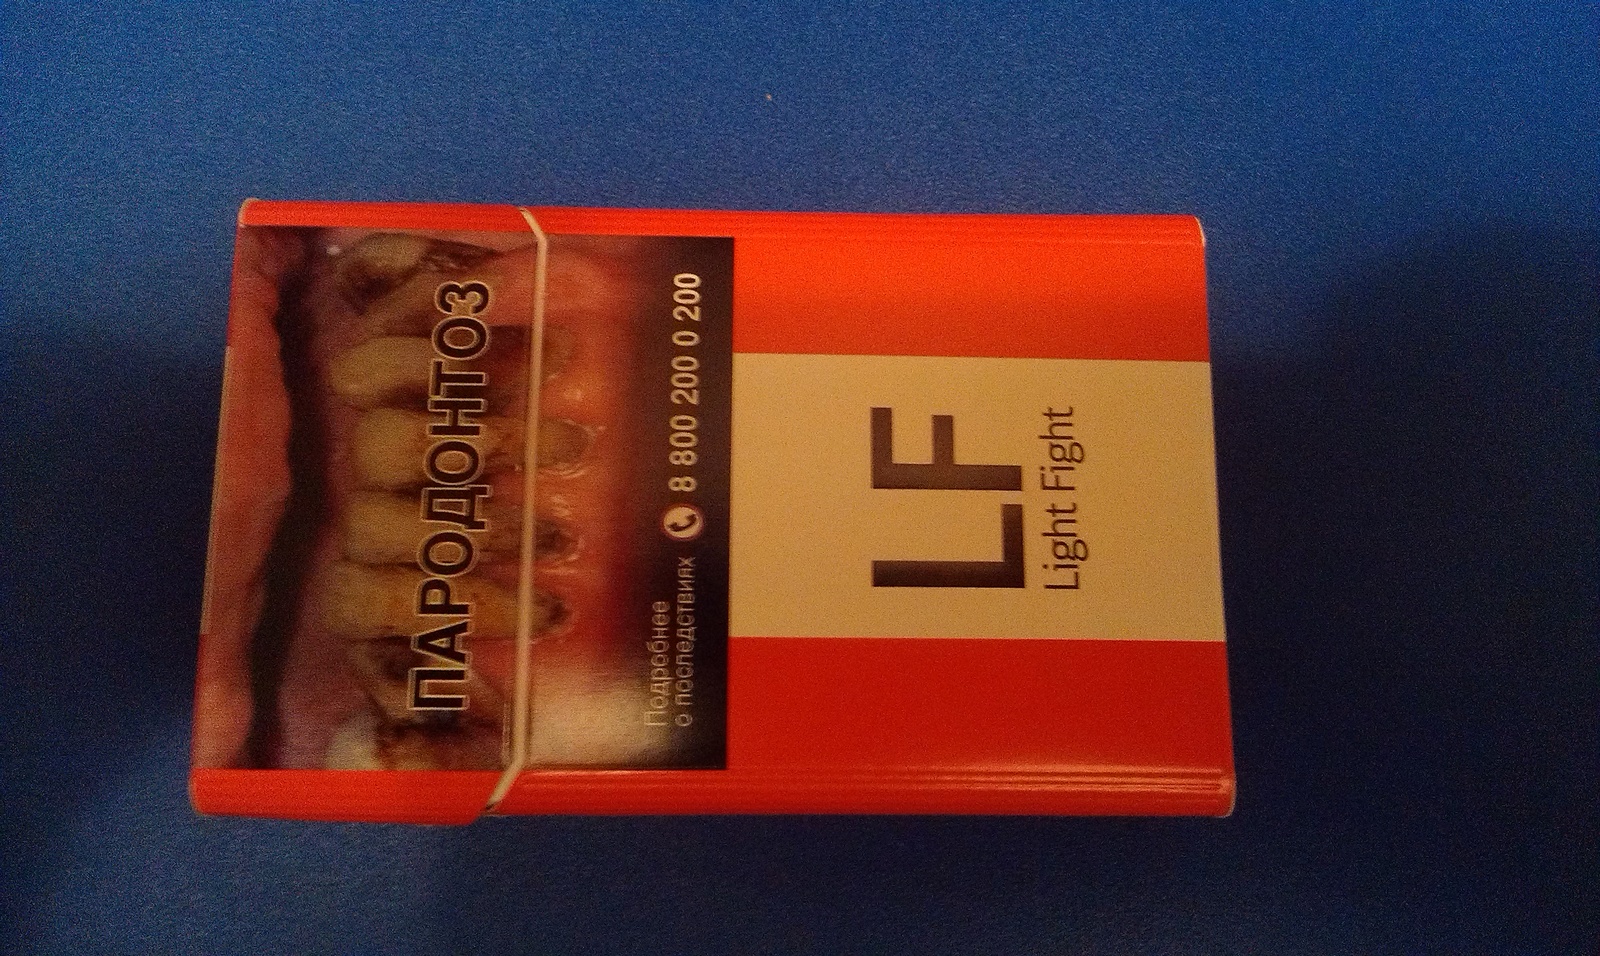 ПАРОДОНТОЗ
Подробнее
о последствиях
8 800 200 0 200
LF
Light Fight